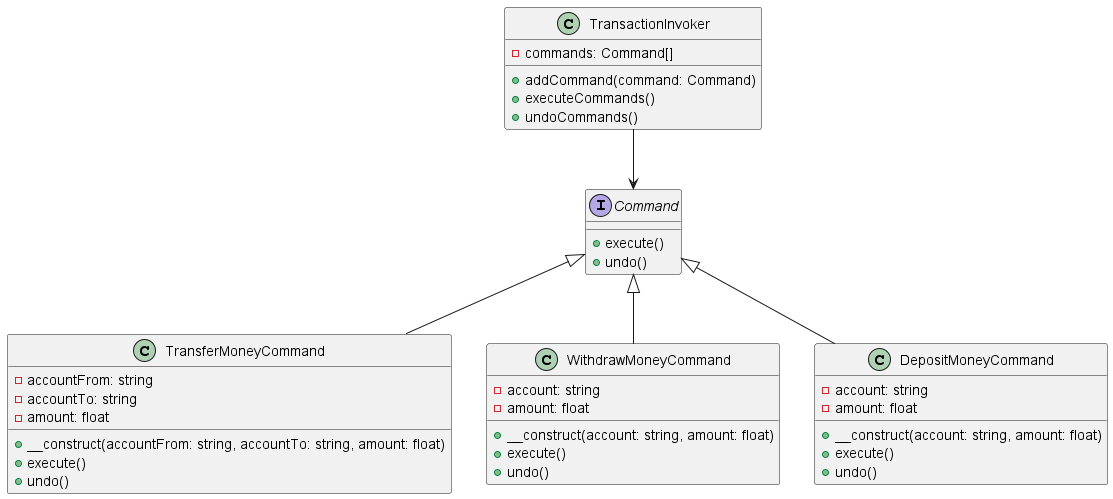 C TransactionInvoker
commands: Command[]
addCommand(command: Command)
executeCommands()
undoCommands()
I Command
execute()
undo()
C TransferMoneyCommand
accountFrom: string
accountTo: string
amount: float
__construct(accountFrom: string, accountTo: string, amount: float)
execute()
undo()
C WithdrawMoneyCommand
account: string
amount: float
__construct(account: string, amount: float)
execute()
undo()
C DepositMoneyCommand
account: string
amount: float
__construct(account: string, amount: float)
execute()
undo()